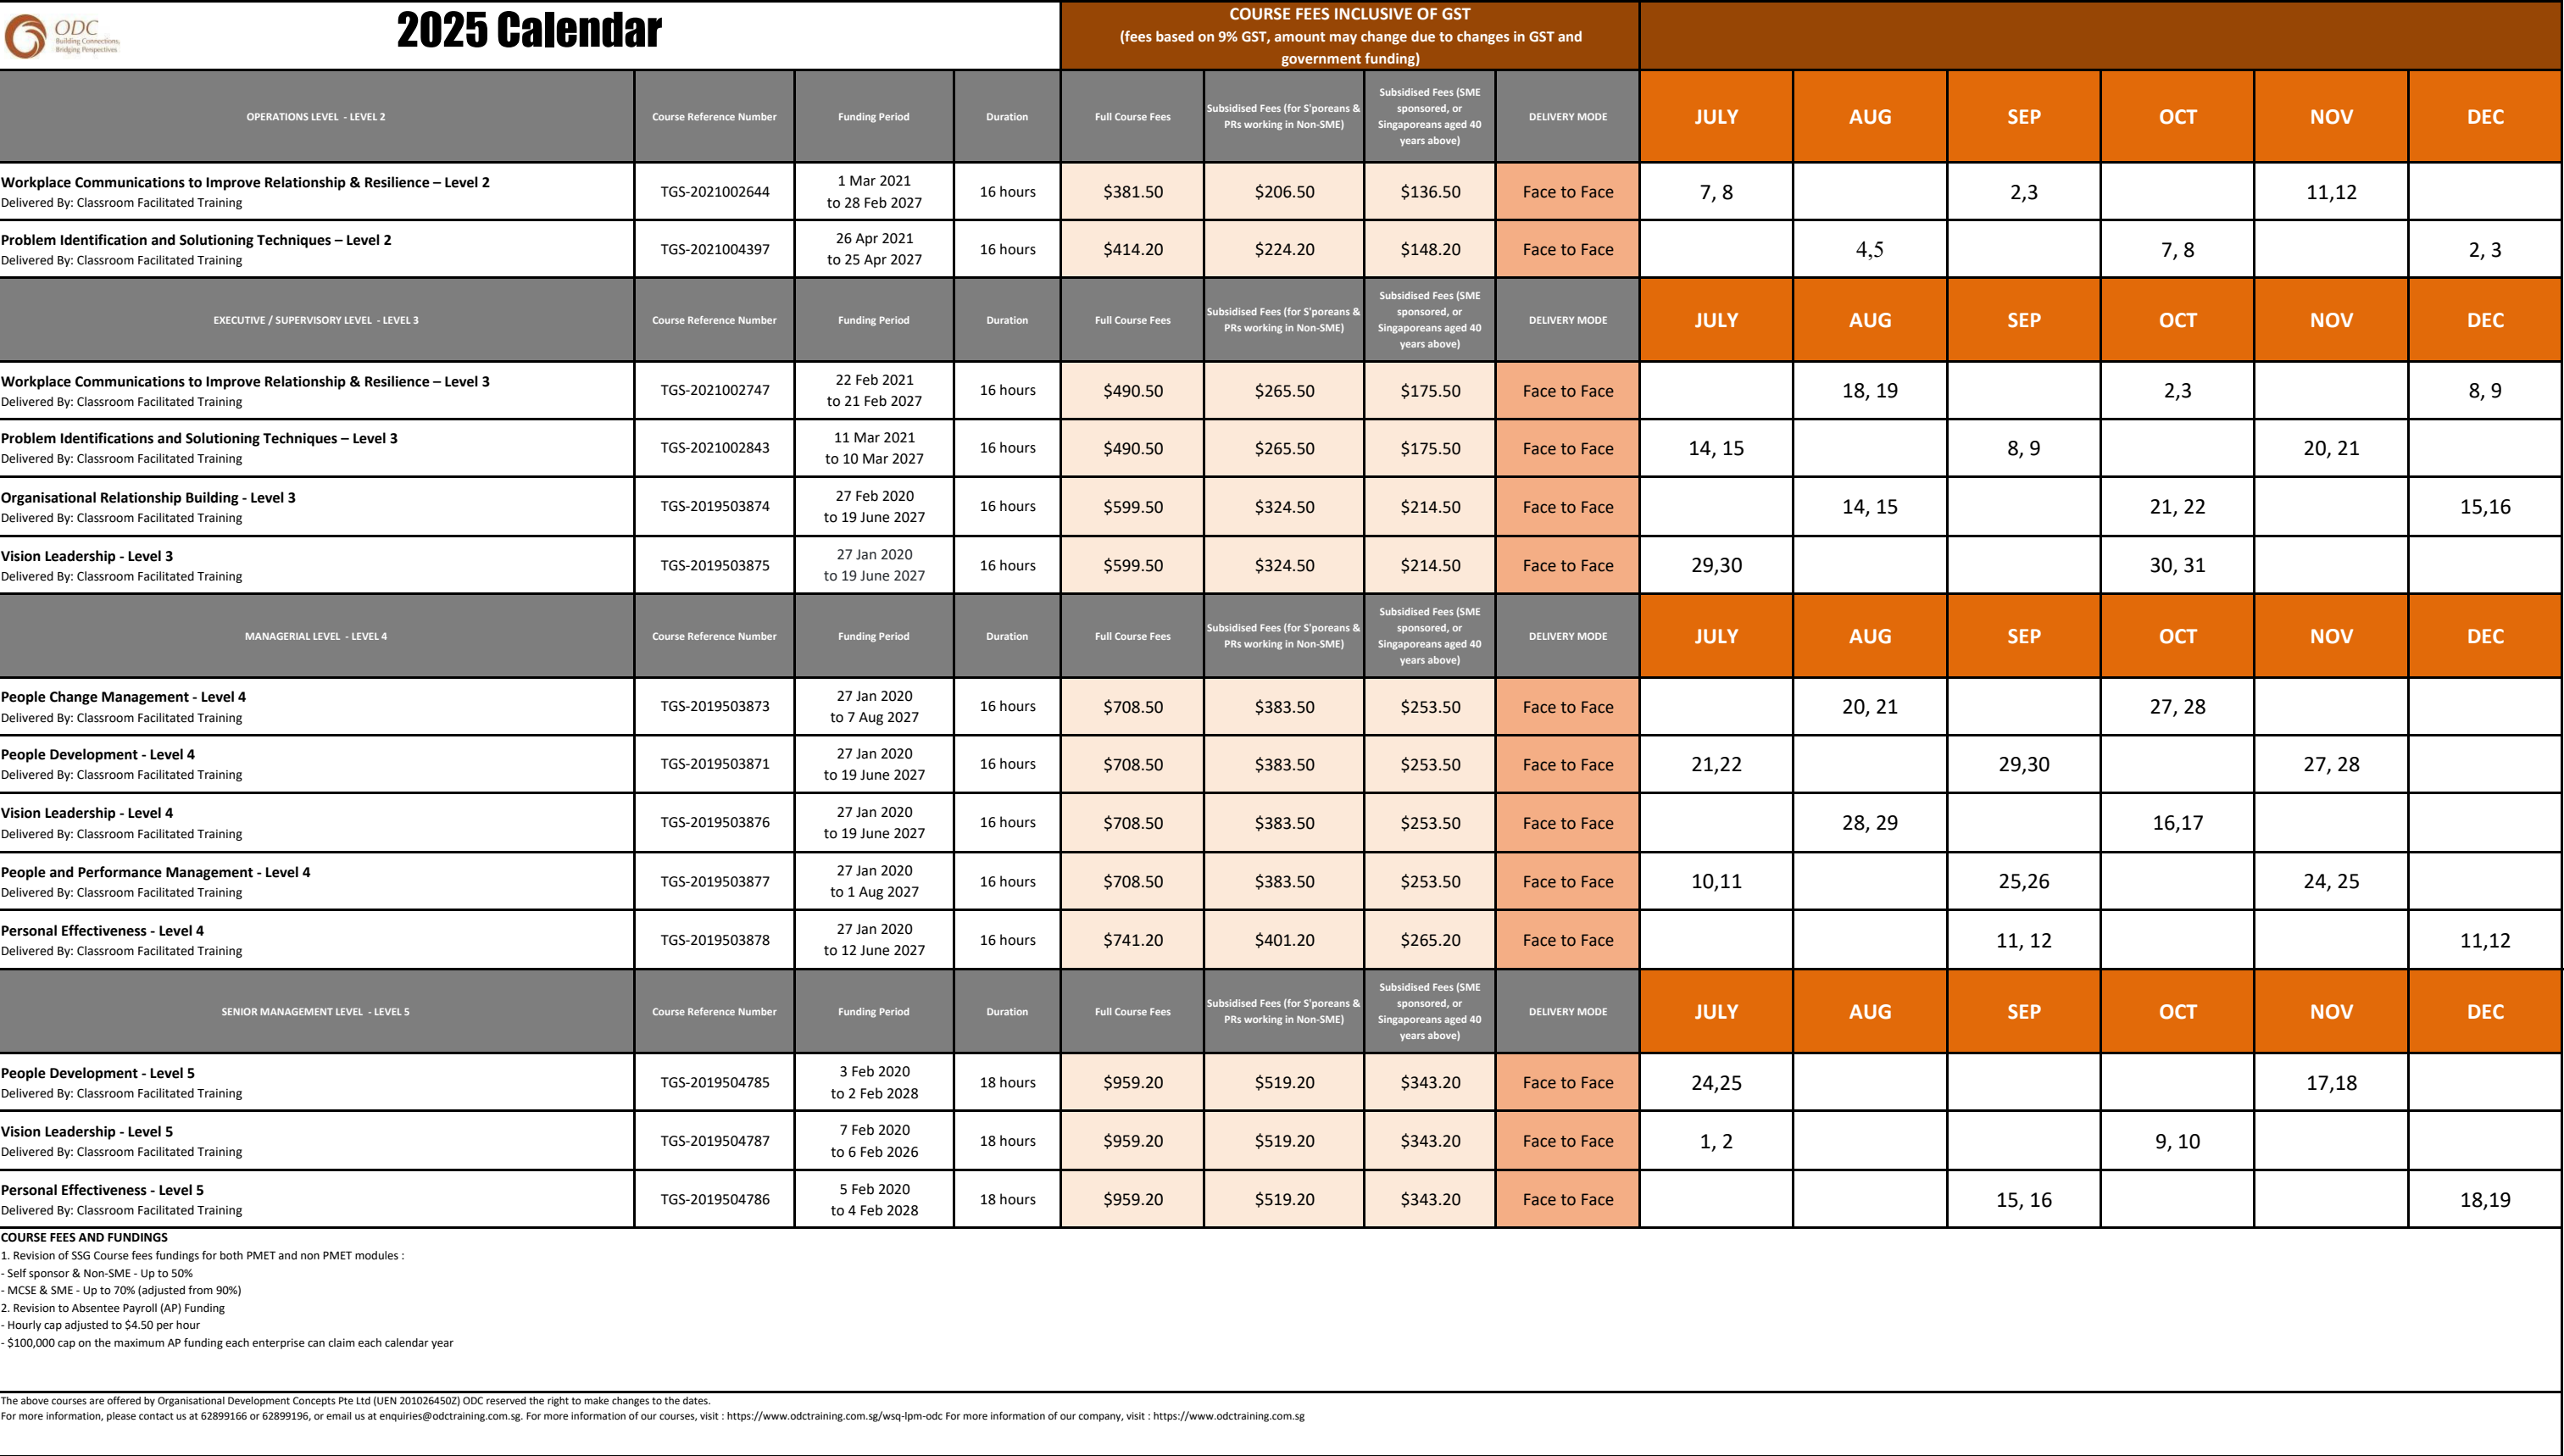 ODC
Building Connections,
Bridging Perspectives
2025 Calendar
COURSE FEES INCLUSIVE OF GST
(fees based on 9% GST, amount may change due to changes in GST and
government funding)
OPERATIONS LEVEL - LEVEL 2 Course Reference Number Funding Period Duration Full Course Fees Subsidised Fees (for S'poreans & PRs working in Non-SME) Subsidised Fees (SME sponsored, or Singaporeans aged 40 years above) DELIVERY MODE JULY AUG SEP OCT NOV DEC
Workplace Communications to Improve Relationship & Resilience – Level 2
Delivered By: Classroom Facilitated Training
TGS-2021002644
1 Mar 2021
to 28 Feb 2027
16 hours $381.50 $206.50 $136.50 Face to Face 7, 8 2,3 11,12
Problem Identification and Solutioning Techniques – Level 2
Delivered By: Classroom Facilitated Training
TGS-2021004397
26 Apr 2021
to 25 Apr 2027
16 hours $414.20 $224.20 $148.20 Face to Face 4,5 7, 8 2, 3
EXECUTIVE / SUPERVISORY LEVEL - LEVEL 3 Course Reference Number Funding Period Duration Full Course Fees Subsidised Fees (for S'poreans & PRs working in Non-SME) Subsidised Fees (SME sponsored, or Singaporeans aged 40 years above) DELIVERY MODE JULY AUG SEP OCT NOV DEC
Workplace Communications to Improve Relationship & Resilience – Level 3
Delivered By: Classroom Facilitated Training
TGS-2021002747
22 Feb 2021
to 21 Feb 2027
16 hours $490.50 $265.50 $175.50 Face to Face 18, 19 2,3 8, 9
Problem Identifications and Solutioning Techniques – Level 3
Delivered By: Classroom Facilitated Training
TGS-2021002843
11 Mar 2021
to 10 Mar 2027
16 hours $490.50 $265.50 $175.50 Face to Face 14, 15 8, 9 20, 21
Organisational Relationship Building - Level 3
Delivered By: Classroom Facilitated Training
TGS-2019503874
27 Feb 2020
to 19 June 2027
16 hours $599.50 $324.50 $214.50 Face to Face 14, 15 21, 22 15,16
Vision Leadership - Level 3
Delivered By: Classroom Facilitated Training
TGS-2019503875
27 Jan 2020
to 19 June 2027
16 hours $599.50 $324.50 $214.50 Face to Face 29,30 30, 31
MANAGERIAL LEVEL - LEVEL 4 Course Reference Number Funding Period Duration Full Course Fees Subsidised Fees (for S'poreans & PRs working in Non-SME) Subsidised Fees (SME sponsored, or Singaporeans aged 40 years above) DELIVERY MODE JULY AUG SEP OCT NOV DEC
People Change Management - Level 4
Delivered By: Classroom Facilitated Training
TGS-2019503873
27 Jan 2020
to 7 Aug 2027
16 hours $708.50 $383.50 $253.50 Face to Face 20, 21 27, 28
People Development - Level 4
Delivered By: Classroom Facilitated Training
TGS-2019503871
27 Jan 2020
to 19 June 2027
16 hours $708.50 $383.50 $253.50 Face to Face 21,22 29,30 27, 28
Vision Leadership - Level 4
Delivered By: Classroom Facilitated Training
TGS-2019503876
27 Jan 2020
to 19 June 2027
16 hours $708.50 $383.50 $253.50 Face to Face 28, 29 16,17
People and Performance Management - Level 4
Delivered By: Classroom Facilitated Training
TGS-2019503877
27 Jan 2020
to 1 Aug 2027
16 hours $708.50 $383.50 $253.50 Face to Face 10,11 25,26 24, 25
Personal Effectiveness - Level 4
Delivered By: Classroom Facilitated Training
TGS-2019503878
27 Jan 2020
to 12 June 2027
16 hours $741.20 $401.20 $265.20 Face to Face 11, 12 11,12
SENIOR MANAGEMENT LEVEL - LEVEL 5 Course Reference Number Funding Period Duration Full Course Fees Subsidised Fees (for S'poreans & PRs working in Non-SME) Subsidised Fees (SME sponsored, or Singaporeans aged 40 years above) DELIVERY MODE JULY AUG SEP OCT NOV DEC
People Development - Level 5
Delivered By: Classroom Facilitated Training
TGS-2019504785
3 Feb 2020
to 2 Feb 2028
18 hours $959.20 $519.20 $343.20 Face to Face 24,25 17,18
Vision Leadership - Level 5
Delivered By: Classroom Facilitated Training
TGS-2019504787
7 Feb 2020
to 6 Feb 2026
18 hours $959.20 $519.20 $343.20 Face to Face 1, 2 9, 10
Personal Effectiveness - Level 5
Delivered By: Classroom Facilitated Training
TGS-2019504786
5 Feb 2020
to 4 Feb 2028
18 hours $959.20 $519.20 $343.20 Face to Face 15, 16 18,19
COURSE FEES AND FUNDINGS
1. Revision of SSG Course fees fundings for both PMET and non PMET modules :
- Self sponsor & Non-SME - Up to 50%
- MCSE & SME - Up to 70% (adjusted from 90%)
2. Revision to Absentee Payroll (AP) Funding
- Hourly cap adjusted to $4.50 per hour
- $100,000 cap on the maximum AP funding each enterprise can claim each calendar year
The above courses are offered by Organisational Development Concepts Pte Ltd (UEN 201026450Z) ODC reserved the right to make changes to the dates.
For more information, please contact us at 62899166 or 62899196, or email us at enquiries@odctraining.com.sg. For more information of our courses, visit : https://www.odctraining.com.sg/wsq-lpm-odc For more information of our company, visit : https://www.odctraining.com.sg